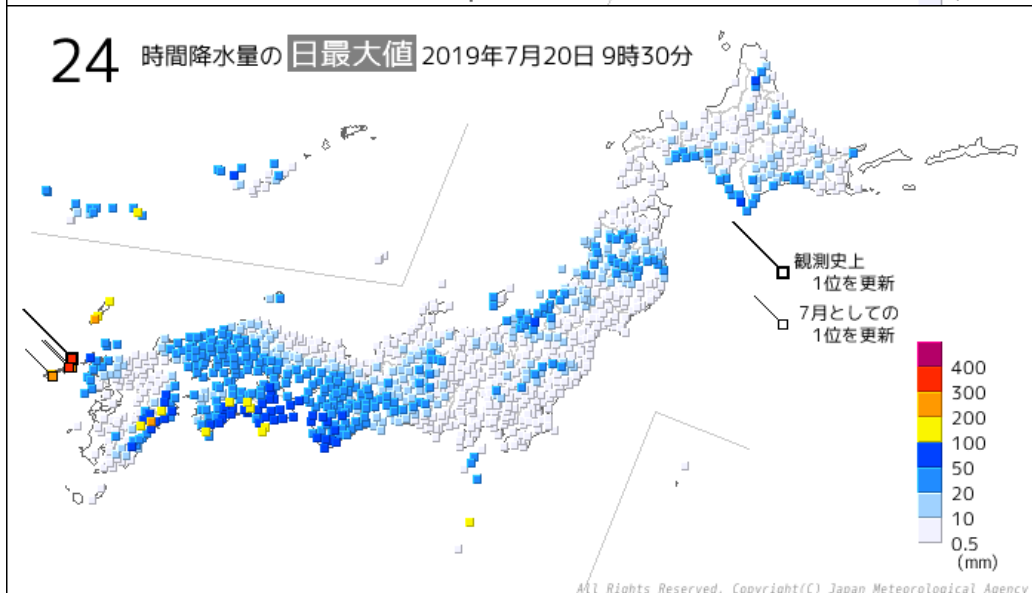 24 時間降水量の 日最大値 2019年7月20日 9時30分
観測史上
1位を更新
7月としての
1位を更新
400
300
200
100
50
20
10
0.5
(mm)
All Rights Reserved. Copyright(C) Japan Meteorological Agency